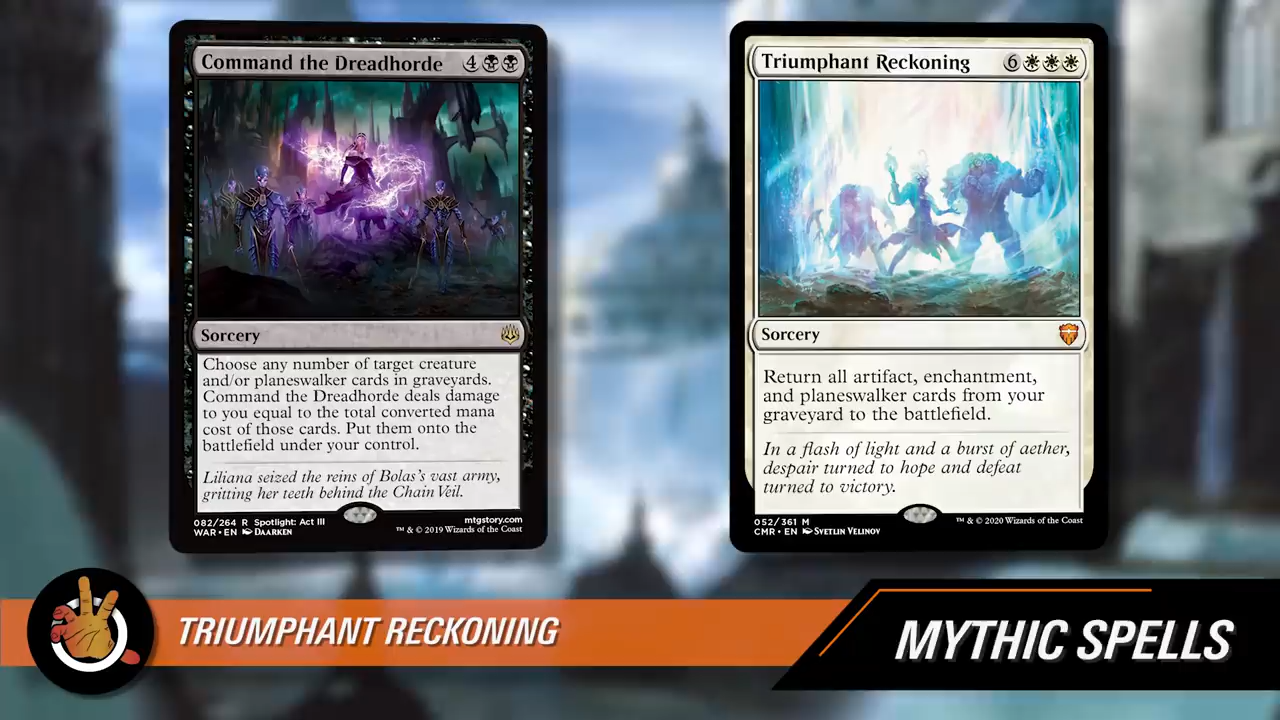 Command the Dreadhorde 4
Sorcery
Choose any number of target creature
and/or planeswalker cards in graveyards.
Command the Dreadhorde deals damage
to you equal to the total converted mana
cost of those cards. Put them onto the
battlefield under your control.
Liliana seized the reins of Bolas's vast army,
gritting her teeth behind the Chain Veil.
082/264 R Spotlight: Act III
WAR • EN DAARKEN
mtgstory.com
™ & © 2019 Wizards of the Coast
Triumphant Reckoning 6
Sorcery
Return all artifact, enchantment,
and planeswalker cards from your
graveyard to the battlefield.
In a flash of light and a burst of aether,
despair turned to hope and defeat
turned to victory.
052/361 M
CMR • EN SVETLIN VELINOV
™ & © 2020 Wizards of the Coast
TRIUMPHANT RECKONING
MYTHIC SPELLS